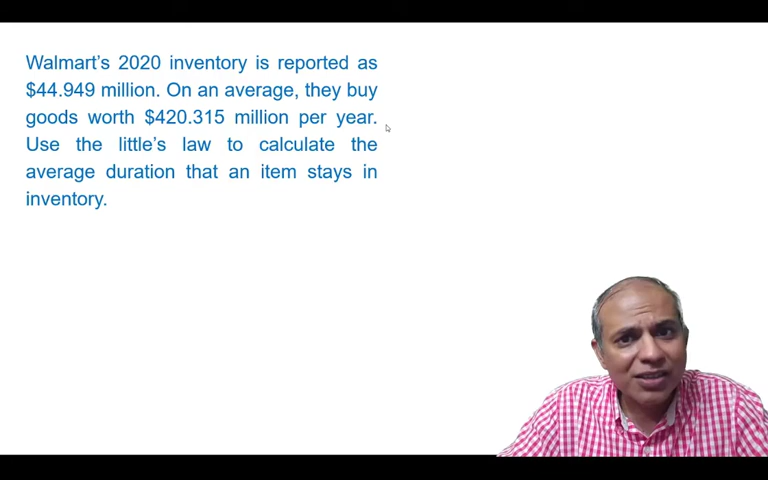 Walmart's 2020 inventory is reported as
$44.949 million. On an average, they buy
goods worth $420.315 million per year.
Use the little's law to calculate the
average duration that an item stays in
inventory.